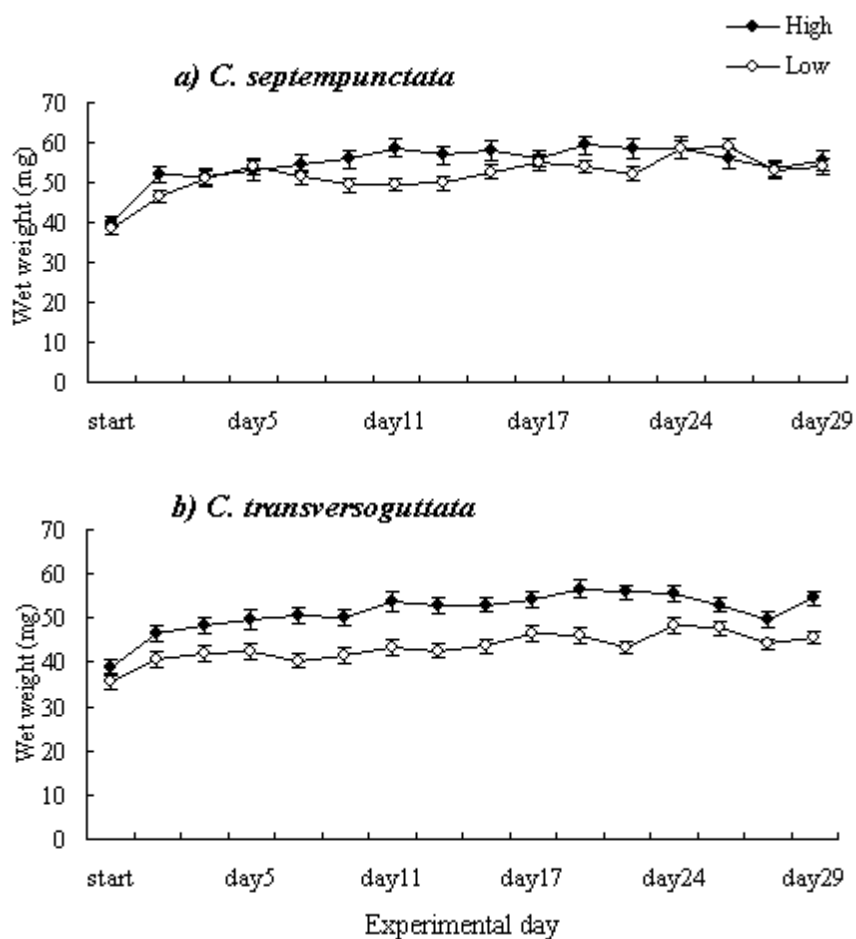 High
Low
a) C. septempunctata
70
60
50
40
30
20
10
0
Wet weight (mg)
start day5 day11 day17 day24 day29
b) C. transversoguttata
70
60
50
40
30
20
10
0
Wet weight (mg)
start day5 day11 day17 day24 day29
Experimental day